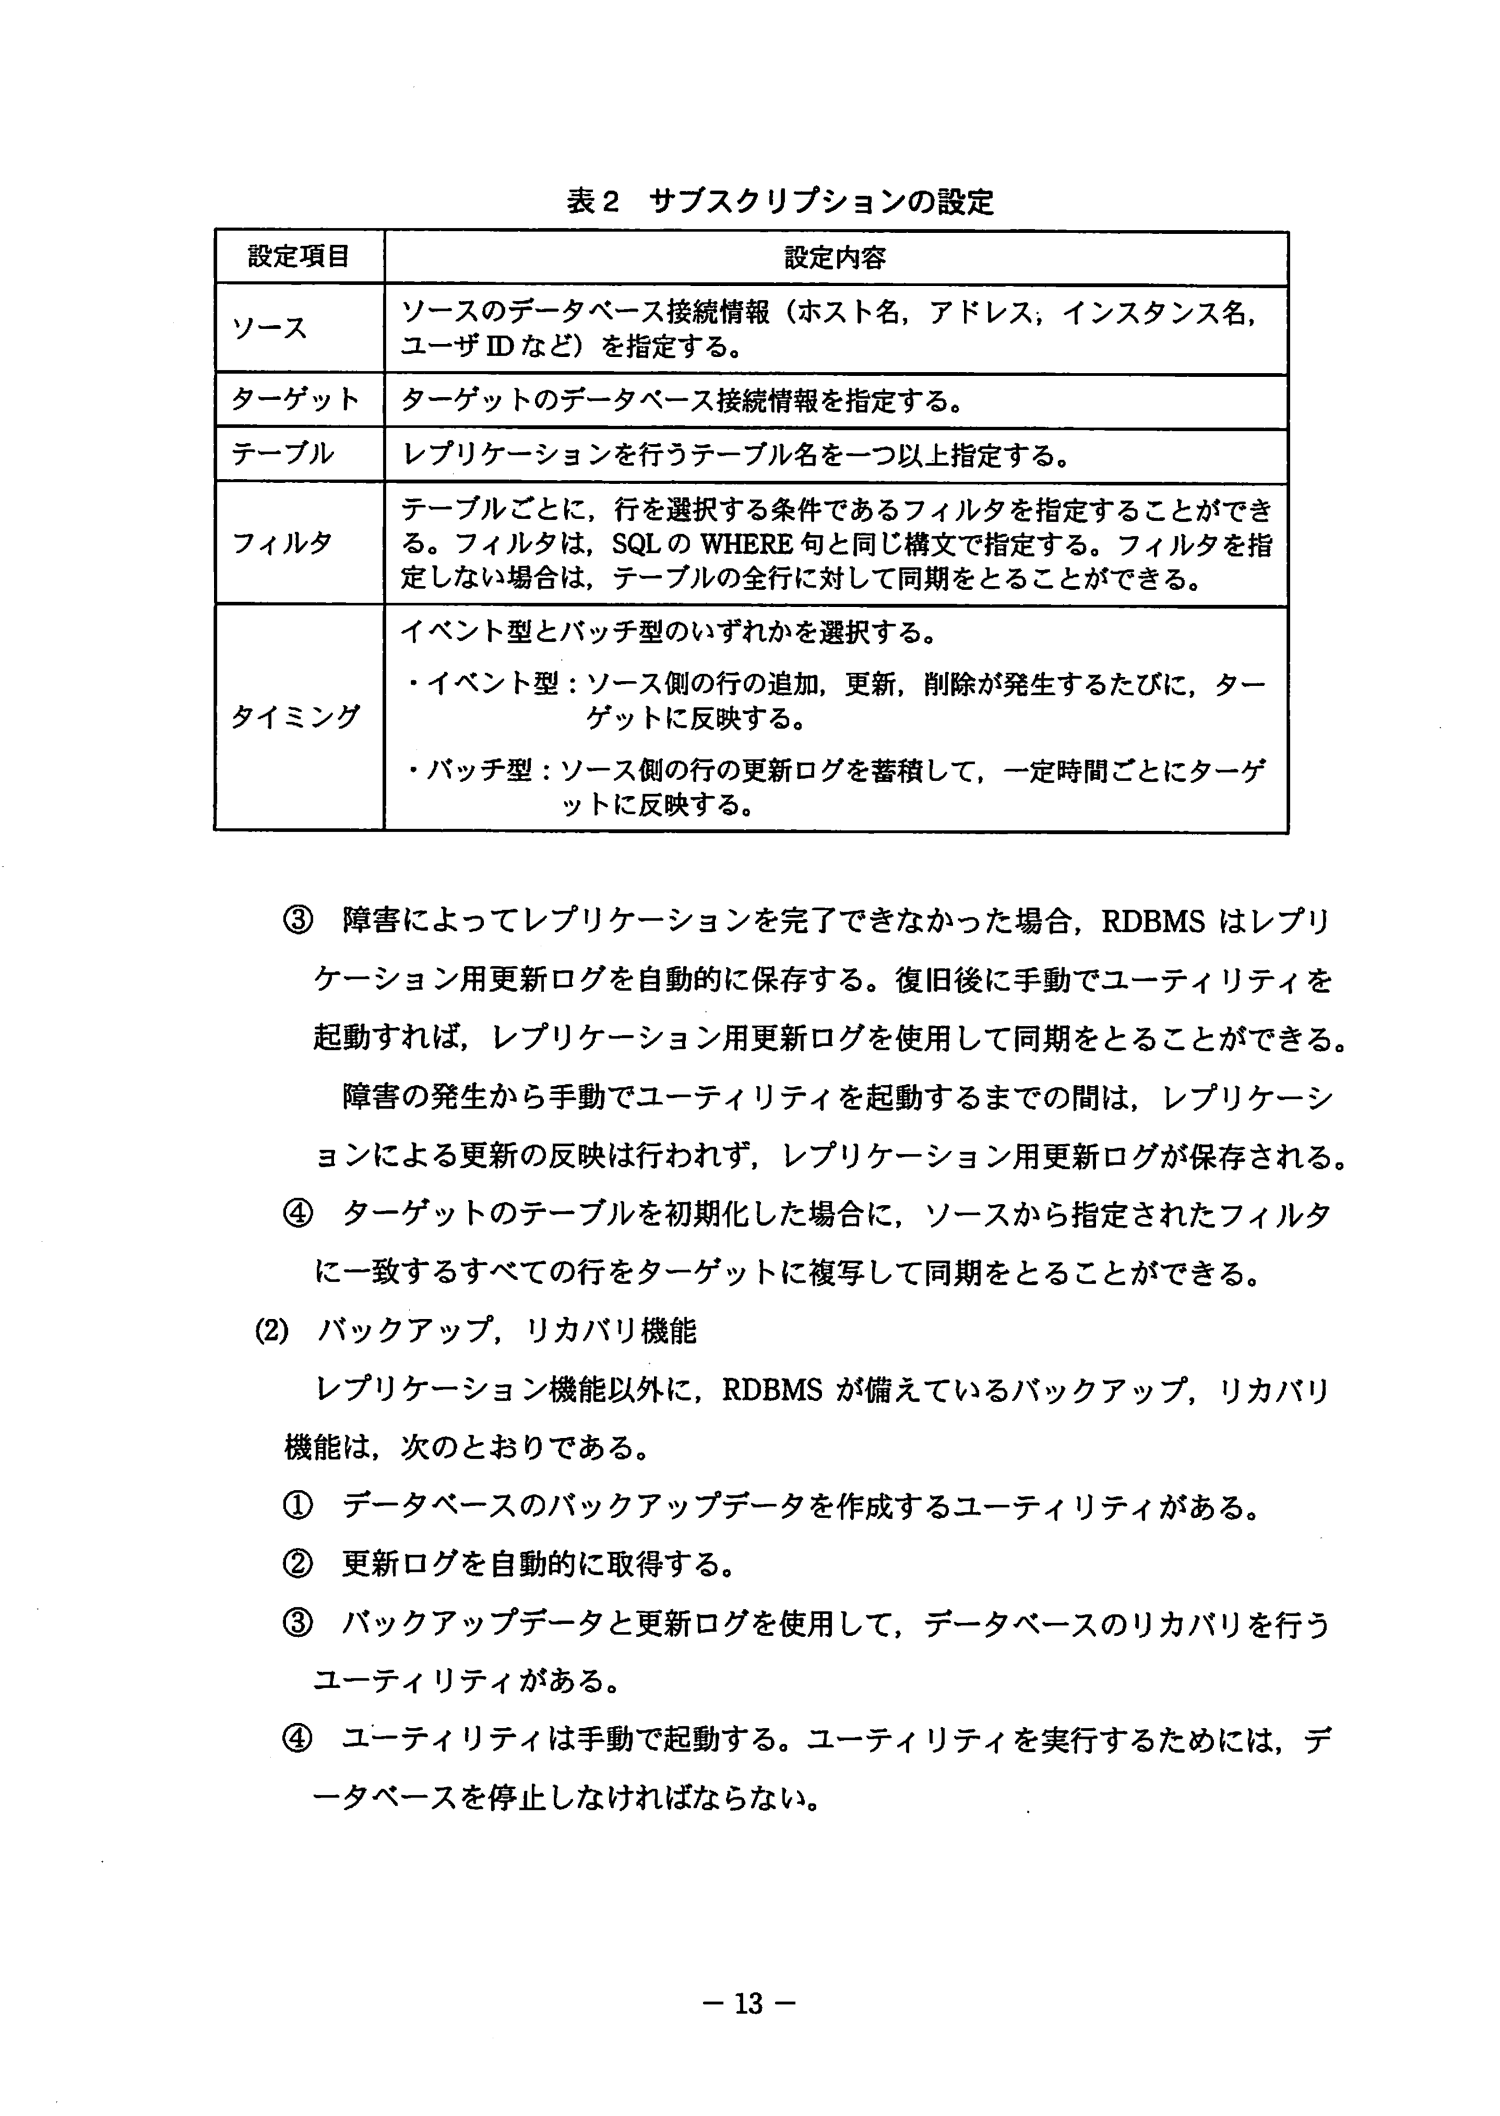 表2　サブスクリプションの設定
設定項目　設定内容
ソース　ソースのデータベース接続情報（ホスト名，アドレス，インスタンス名，
ユーザIDなど）を指定する。
ターゲット　ターゲットのデータベース接続情報を指定する。
テーブル　レプリケーションを行うテーブル名を一つ以上指定する。
フィルタ　テーブルごとに，行を選択する条件であるフィルタを指定することができ
る。フィルタは，SQLのWHERE句と同じ構文で指定する。フィルタを指
定しない場合は，テーブルの全行に対して同期をとることができる。
タイミング　イベント型とバッチ型のいずれかを選択する。
・イベント型：ソース側の行の追加，更新，削除が発生するたびに，ター
ゲットに反映する。
・バッチ型：ソース側の行の更新ログを蓄積して，一定時間ごとにターゲ
ットに反映する。
③　障害によってレプリケーションを完了できなかった場合，RDBMS はレプリ
ケーション用更新ログを自動的に保存する。復旧後に手動でユーティリティを
起動すれば，レプリケーション用更新ログを使用して同期をとることができる。
障害の発生から手動でユーティリティを起動するまでの間は，レプリケーシ
ョンによる更新の反映は行われず，レプリケーション用更新ログが保存される。
④　ターゲットのテーブルを初期化した場合に，ソースから指定されたフィルタ
に一致するすべての行をターゲットに複写して同期をとることができる。
(2)　バックアップ，リカバリ機能
レプリケーション機能以外に，RDBMS が備えているバックアップ，リカバリ
機能は，次のとおりである。
①　データベースのバックアップデータを作成するユーティリティがある。
②　更新ログを自動的に取得する。
③　バックアップデータと更新ログを使用して，データベースのリカバリを行う
ユーティリティがある。
④　ユーティリティは手動で起動する。ユーティリティを実行するためには，デ
ータベースを停止しなければならない。
－ 13 －